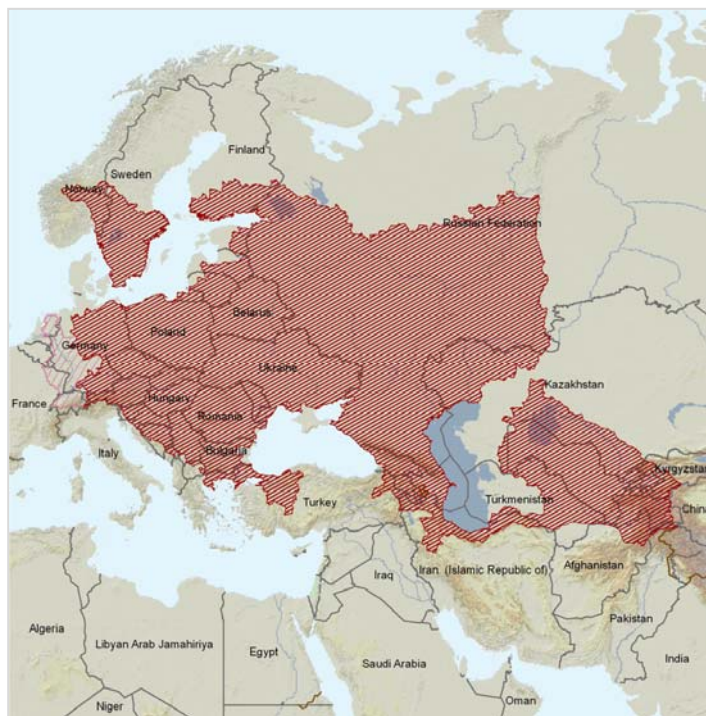 Finland
Sweden
Norway
Russian Federation
Belarus
Poland
Germany
Ukraine
Kazakhstan
Hungary
France
Romania
Bulgaria
Italy
Kyrgyzstan
Turkey
Turkmenistan
China
Iran (Islamic Republic of)
Afghanistan
Iraq
Pakistan
Algeria
Libyan Arab Jamahiriya
Egypt
Saudi Arabia
India
Oman
Niger